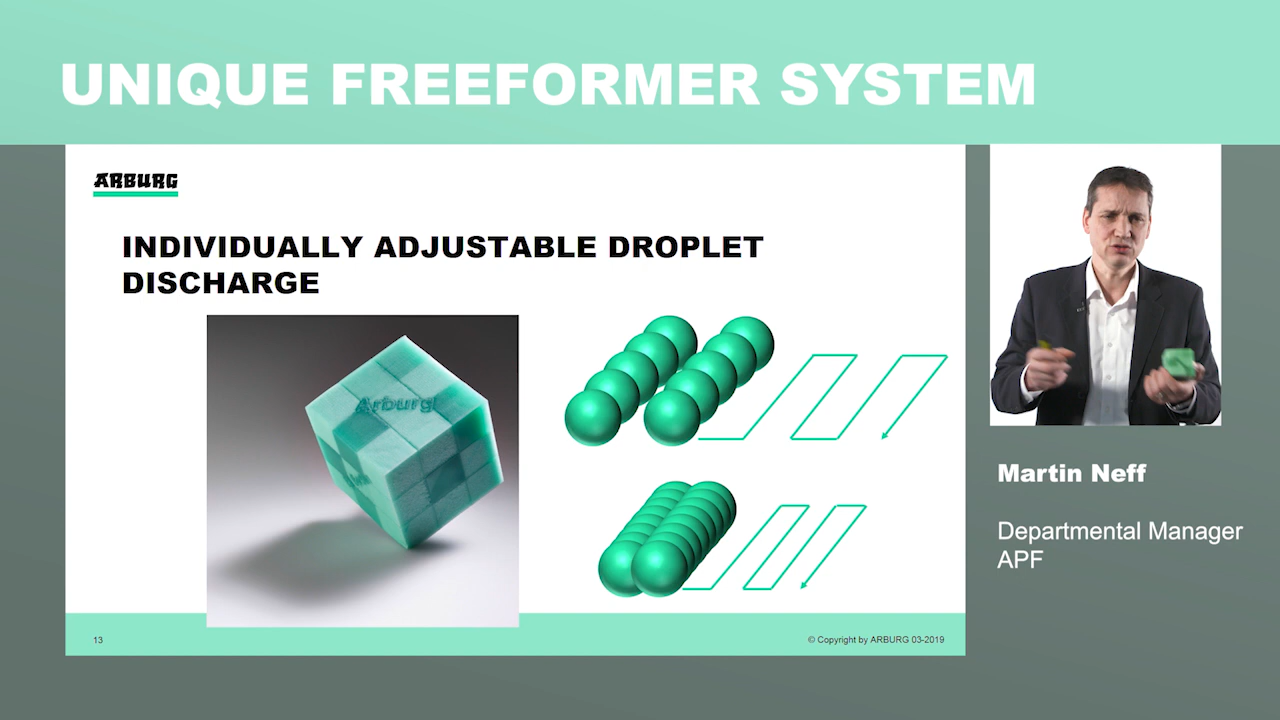 UNIQUE FREEFORMER SYSTEM
ARBURG
INDIVIDUALLY ADJUSTABLE DROPLET
DISCHARGE
Arburg
13
© Copyright by ARBURG 03-2019
Martin Neff
Departmental Manager
APF